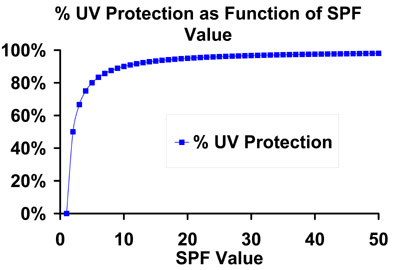 % UV Protection as Function of SPF
Value
100%
80%
60%
40%
20%
0%
% UV Protection
0 10 20 30 40 50
SPF Value